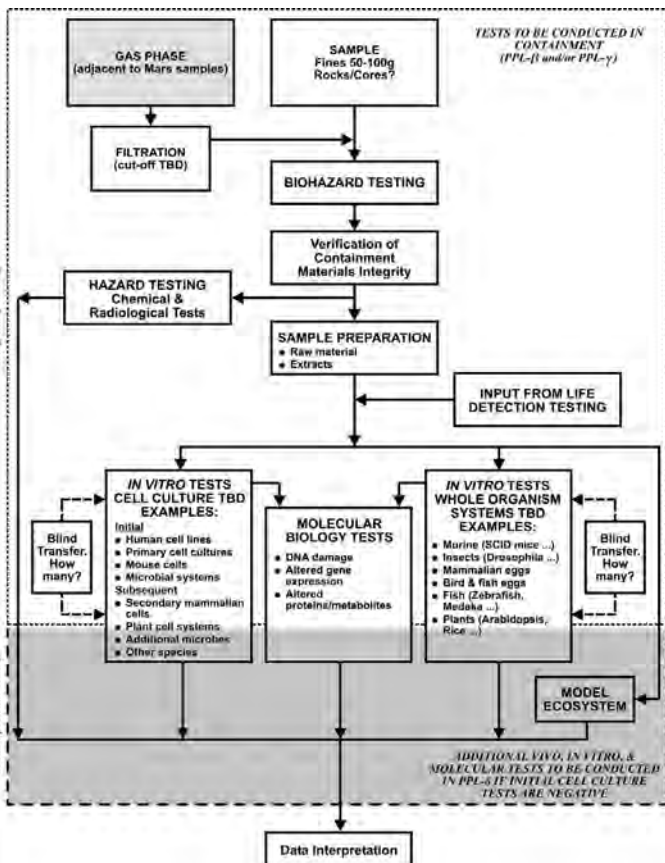 GAS PHASE
(adjacent to Mars samples)
SAMPLE
Fines 50-100g
Rocks/Cores?
TESTS TO BE CONDUCTED IN
CONTAINMENT
(PPL-β and/or PPL-γ)
FILTRATION
(cut-off TBD)
BIOHAZARD TESTING
Verification of
Containment
Materials Integrity
HAZARD TESTING
Chemical &
Radiological Tests
SAMPLE PREPARATION
■ Raw material
■ Extracts
INPUT FROM LIFE
DETECTION TESTING
IN VITRO TESTS
CELL CULTURE TBD
EXAMPLES:
Initial
■ Human cell lines
■ Primary cell cultures
■ Mouse cells
■ Microbial systems
Subsequent
■ Secondary mammalian
cells
■ Plant cell systems
■ Additional microbes
■ Other species
Blind
Transfer.
How
many?
MOLECULAR
BIOLOGY TESTS
■ DNA damage
■ Altered gene
expression
■ Altered
proteins/metabolites
IN VITRO TESTS
WHOLE ORGANISM
SYSTEMS TBD
EXAMPLES:
■ Murine (SCID mice ...)
■ Insects (Drosophila ...)
■ Mammalian eggs
■ Bird & fish eggs
■ Fish (Zebrafish,
Medaka ...)
■ Plants (Arabidopsis,
Rice ...)
Blind
Transfer.
How
many?
MODEL
ECOSYSTEM
ADDITIONAL VIVO, IN VITRO, &
MOLECULAR TESTS TO BE CONDUCTED
IN PPL-δ IF INITIAL CELL CULTURE
TESTS ARE NEGATIVE
Data Interpretation